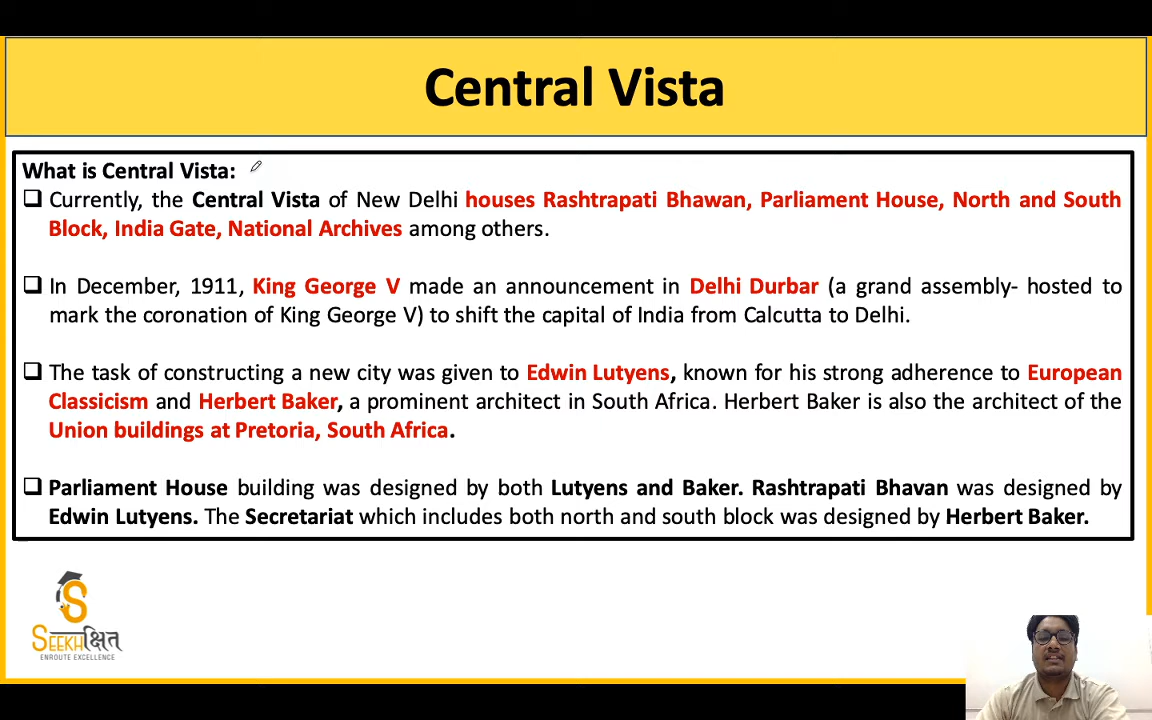 Central Vista
What is Central Vista:
❑ Currently, the Central Vista of New Delhi houses Rashtrapati Bhawan, Parliament House, North and South
Block, India Gate, National Archives among others.
❑ In December, 1911, King George V made an announcement in Delhi Durbar (a grand assembly- hosted to
mark the coronation of King George V) to shift the capital of India from Calcutta to Delhi.
❑ The task of constructing a new city was given to Edwin Lutyens, known for his strong adherence to European
Classicism and Herbert Baker, a prominent architect in South Africa. Herbert Baker is also the architect of the
Union buildings at Pretoria, South Africa.
❑ Parliament House building was designed by both Lutyens and Baker. Rashtrapati Bhavan was designed by
Edwin Lutyens. The Secretariat which includes both north and south block was designed by Herbert Baker.
S
SEEKHक्षित
ENROUTE EXCELLENCE